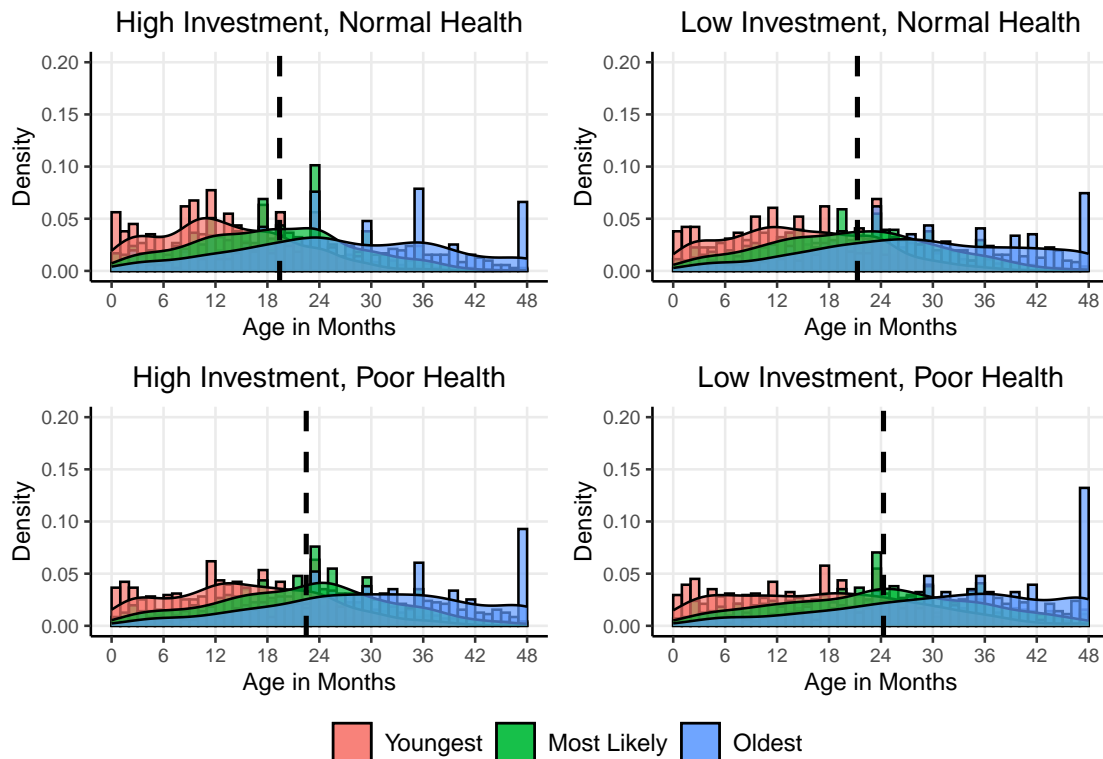 High Investment, Normal Health
Density
0.20
0.15
0.10
0.05
0.00
0 6 12 18 24 30 36 42 48
Age in Months
Low Investment, Normal Health
Density
0.20
0.15
0.10
0.05
0.00
0 6 12 18 24 30 36 42 48
Age in Months
High Investment, Poor Health
Density
0.20
0.15
0.10
0.05
0.00
0 6 12 18 24 30 36 42 48
Age in Months
Low Investment, Poor Health
Density
0.20
0.15
0.10
0.05
0.00
0 6 12 18 24 30 36 42 48
Age in Months
Youngest Most Likely Oldest